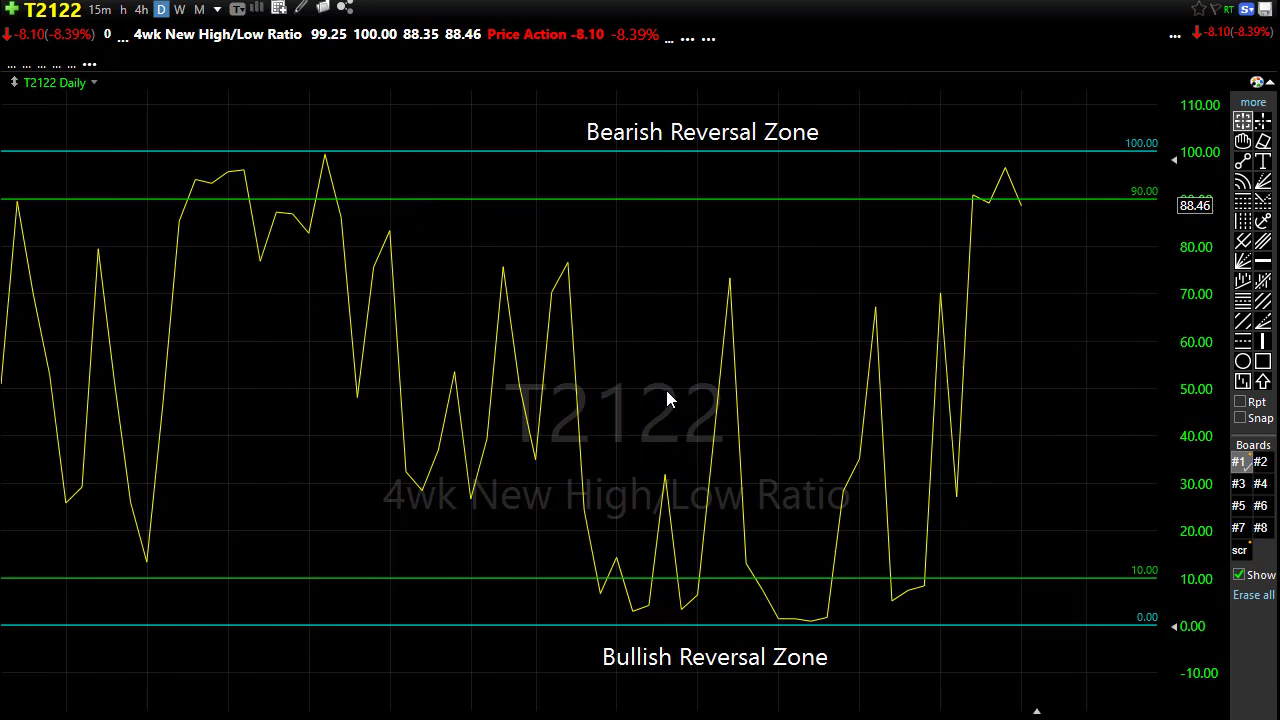 T2122 15m h 4h D W M T RT S
-8.10(-8.39%) 0 ... 4wk New High/Low Ratio 99.25 100.00 88.35 88.46 Price Action -8.10 -8.39% ... ... ... ... -8.10(-8.39%)
... ... ... ... ... ...
T2122 Daily
more
110.00
Bearish Reversal Zone
100.00 100.00
90.00
88.46
80.00
70.00
60.00
50.00
T2122
Rpt
Snap
40.00
Boards
#1 #2
30.00
#3 #4
4wk New High/Low Ratio
#5 #6
20.00
#7 #8
scr
10.00 10.00
Show
Erase all
0.00 0.00
Bullish Reversal Zone
-10.00